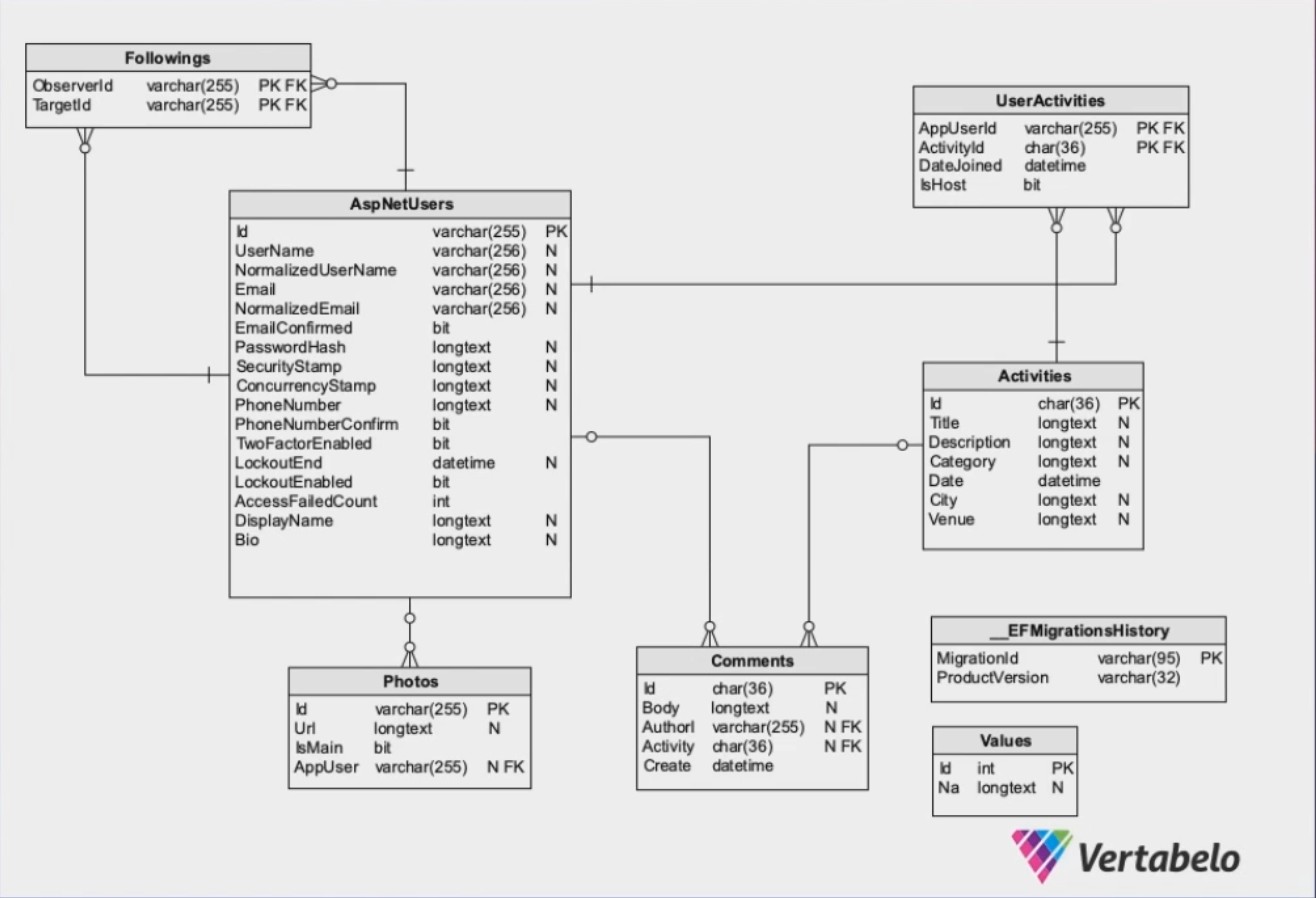 Followings
ObserverId varchar(255) PK FK
TargetId varchar(255) PK FK
UserActivities
AppUserId varchar(255) PK FK
ActivityId char(36) PK FK
DateJoined datetime
IsHost bit
AspNetUsers
Id varchar(255) PK
UserName varchar(256) N
NormalizedUserName varchar(256) N
Email varchar(256) N
NormalizedEmail varchar(256) N
EmailConfirmed bit
PasswordHash longtext N
SecurityStamp longtext N
ConcurrencyStamp longtext N
PhoneNumber longtext N
PhoneNumberConfirm bit
TwoFactorEnabled bit
LockoutEnd datetime N
LockoutEnabled bit
AccessFailedCount int
DisplayName longtext N
Bio longtext N
Activities
Id char(36) PK
Title longtext N
Description longtext N
Category longtext N
Date datetime
City longtext N
Venue longtext N
Photos
Id varchar(255) PK
Url longtext N
IsMain bit
AppUser varchar(255) N FK
Comments
Id char(36) PK
Body longtext N
AuthorI varchar(255) N FK
Activity char(36) N FK
Create datetime
__EFMigrationsHistory
MigrationId varchar(95) PK
ProductVersion varchar(32)
Values
Id int PK
Na longtext N
Vertabelo